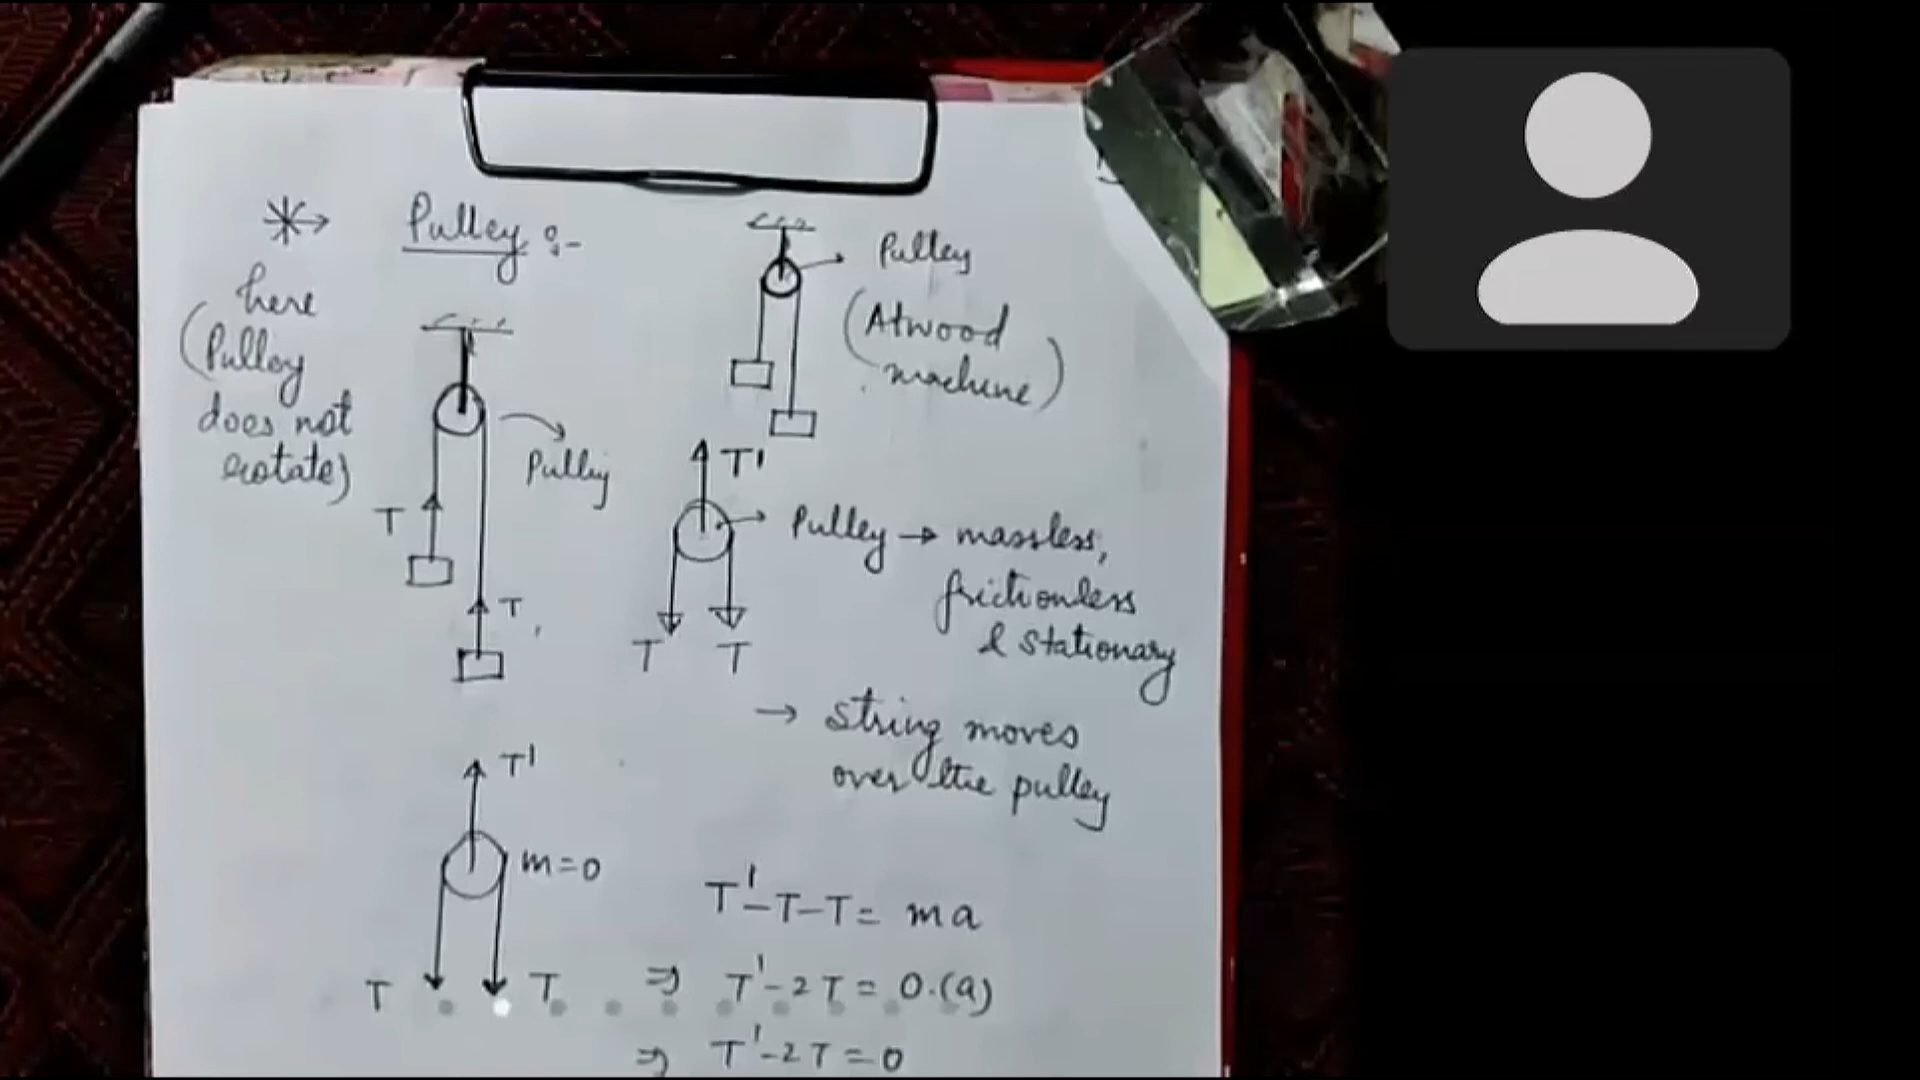 Pulley :-
here
(Pulley
does not
rotate)
Pulley
T
T
Pulley
(Atwood
machine)
T'
Pulley → massless,
frictionless
& stationary
T T
→ String moves
over the pulley
T'
m=0
T T
T'-T-T= ma
⇒ T'-2T = 0.(a)
⇒ T'-2T=0